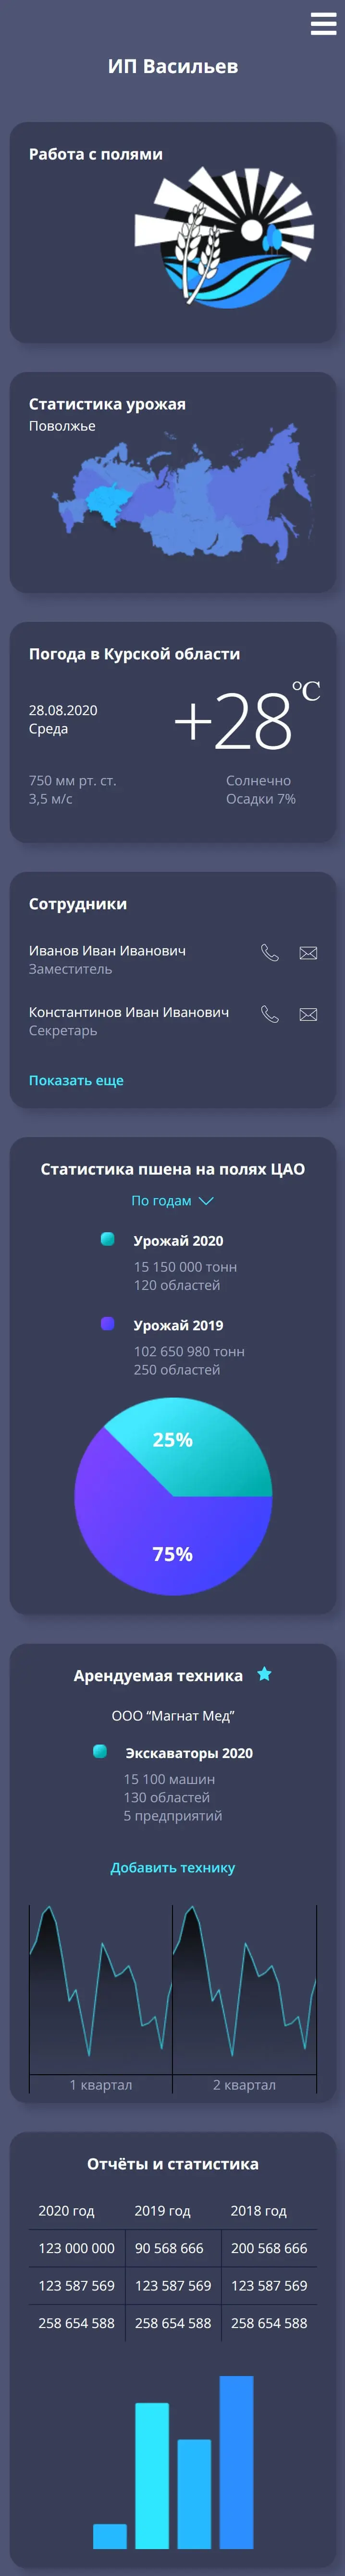 ИП Васильев
Работа с полями
Статистика урожая
Поволжье
Погода в Курской области
28.08.2020
Среда
+28°C
750 мм рт. ст.
3,5 м/с
Солнечно
Осадки 7%
Сотрудники
Иванов Иван Иванович
Заместитель
Константинов Иван Иванович
Секретарь
Показать еще
Статистика пшена на полях ЦАО
По годам
Урожай 2020
15 150 000 тонн
120 областей
Урожай 2019
102 650 980 тонн
250 областей
25%
75%
Арендуемая техника
ООО “Магнат Мед”
Экскаваторы 2020
15 100 машин
130 областей
5 предприятий
Добавить технику
1 квартал 2 квартал
Отчёты и статистика
2020 год 2019 год 2018 год
123 000 000 90 568 666 200 568 666
123 587 569 123 587 569 123 587 569
258 654 588 258 654 588 258 654 588